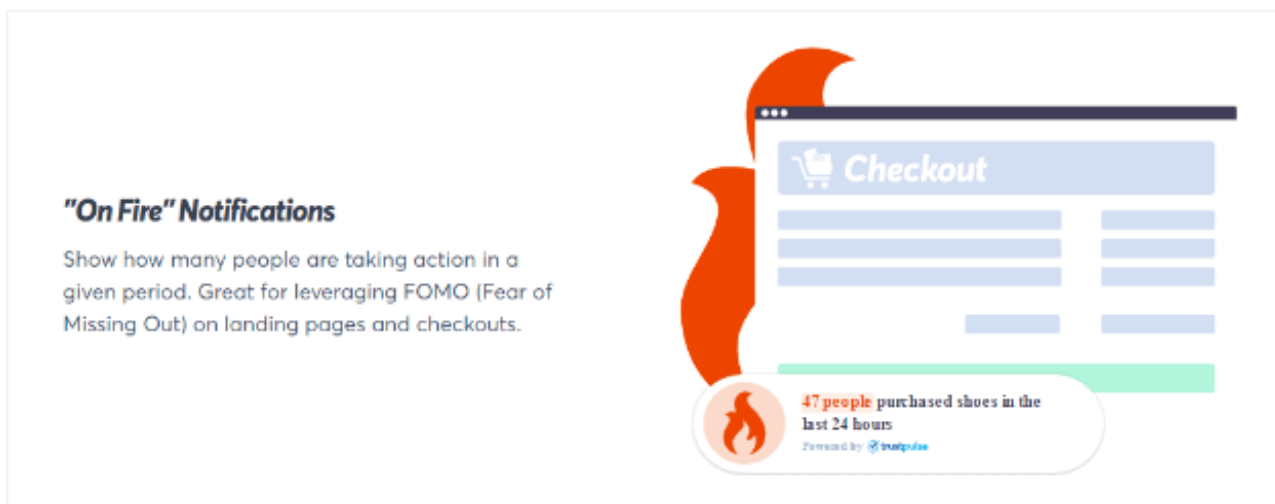 "On Fire" Notifications
Show how many people are taking action in a
given period. Great for leveraging FOMO (Fear of
Missing Out) on landing pages and checkouts.
Checkout
47 people purchased shoes in the
last 24 hours
Powered by trustpulse